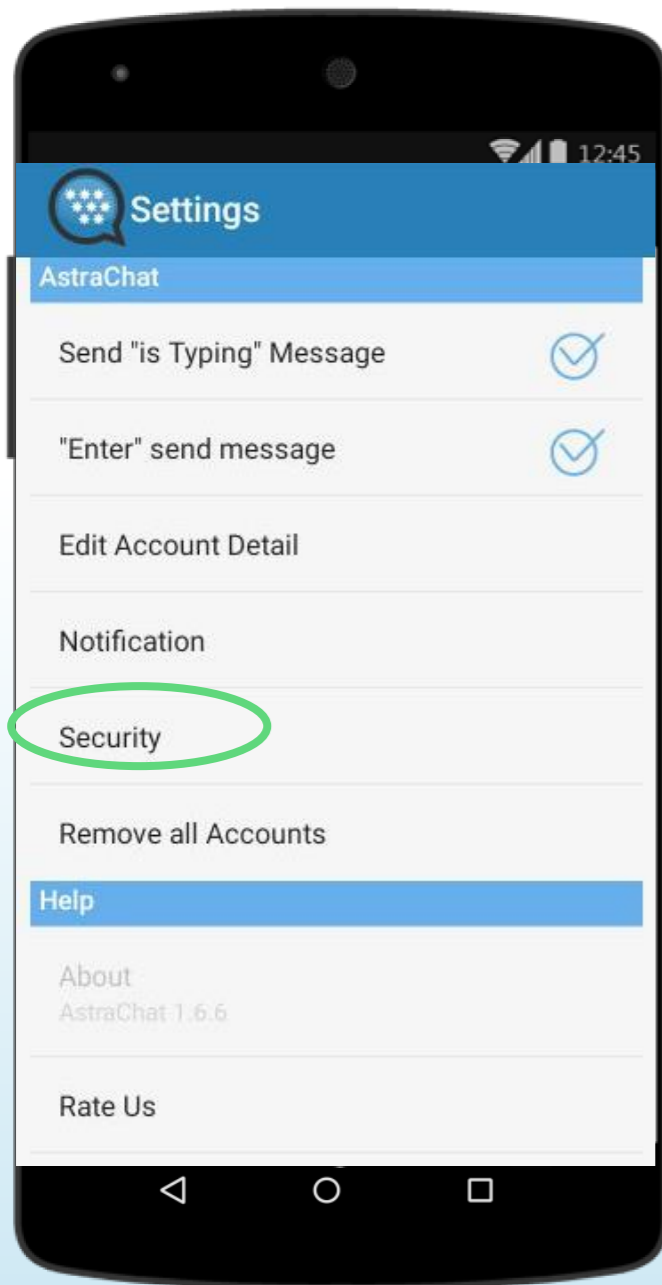 12:45
Settings
AstraChat
Send "is Typing" Message
"Enter" send message
Edit Account Detail
Notification
Security
Remove all Accounts
Help
About
AstraChat 1.6.6
Rate Us